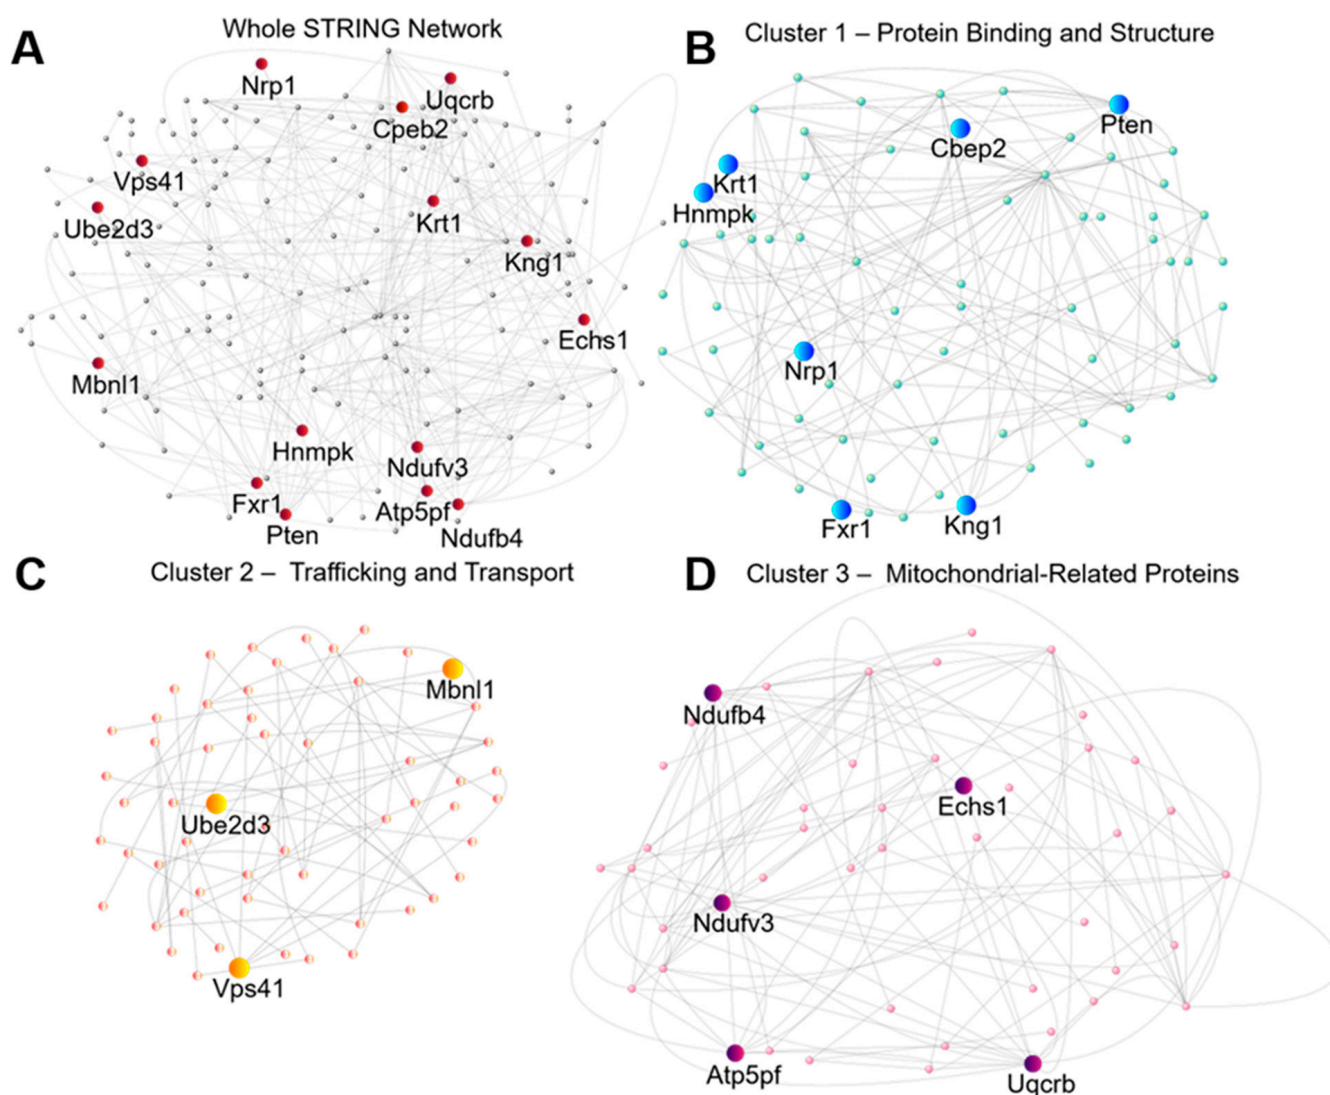 A
Whole STRING Network
Nrp1
Uqcrb
Cpeb2
Vps41
Krt1
Ube2d3
Kng1
Echs1
Mbnl1
Hnmpk
Ndufv3
Fxr1
Atp5pf
Pten
Ndufb4
B
Cluster 1 – Protein Binding and Structure
Pten
Cbep2
Krt1
Hnmpk
Nrp1
Fxr1
Kng1
C
Cluster 2 – Trafficking and Transport
Mbnl1
Ube2d3
Vps41
D
Cluster 3 – Mitochondrial-Related Proteins
Ndufb4
Echs1
Ndufv3
Atp5pf
Uqcrb